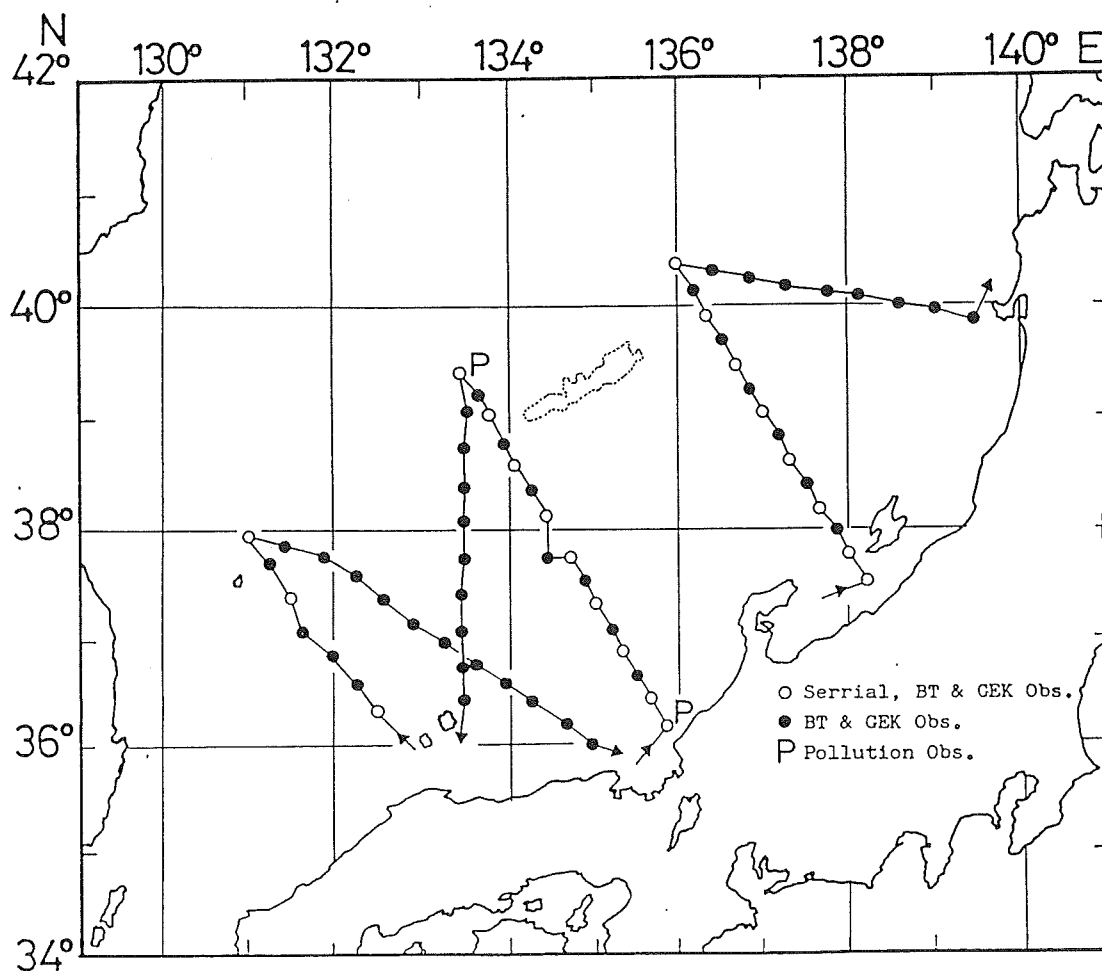 N
130° 132° 134° 136° 138° 140° E
42°
40°
P
38°
P
36°
34°
○ Serrial, BT & GEK Obs.
● BT & GEK Obs.
P Pollution Obs.